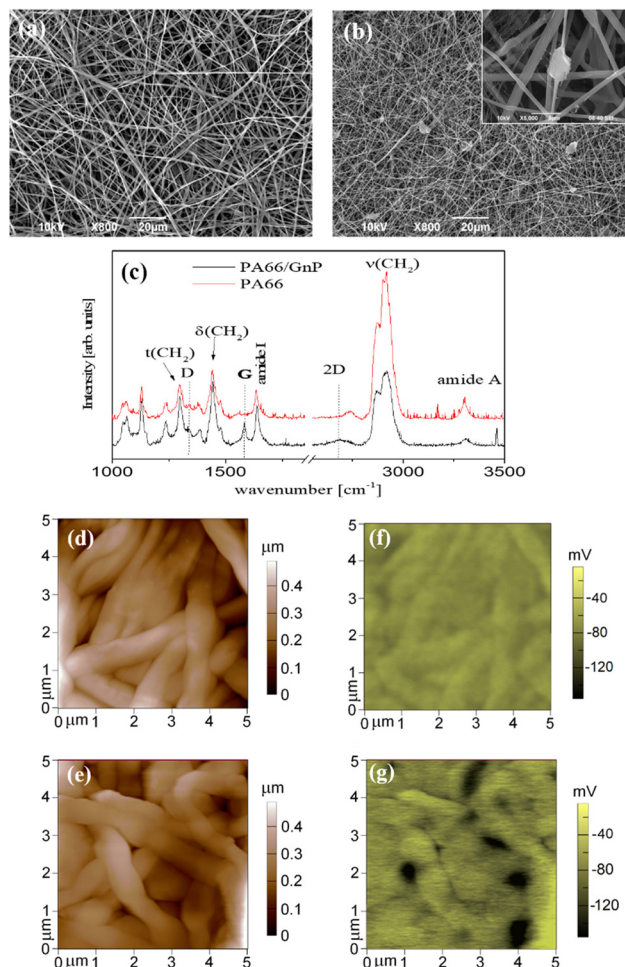 (a)
10kV X800 20μm
(b)
10kV X5,000
10kV X800 20μm
(c)
PA66/GnP
PA66
ν(CH2)
δ(CH2)
t(CH2)
D
G
amide I
2D
amide A
Intensity [arb. units]
1000 1500 3000 3500
wavenumber [cm-1]
(d)
μm
5
4
3
2
1
0.4
0.3
0.2
0.1
0
μm
0 μm 1 2 3 4 5
(f)
mV
5
4
3
2
1
-40
-80
-120
μm
0 μm 1 2 3 4 5
(e)
μm
5
4
3
2
1
0
0.4
0.3
0.2
0.1
0
μm
0 μm 1 2 3 4 5
(g)
mV
5
4
3
2
1
0
-40
-80
-120
μm
0 μm 1 2 3 4 5